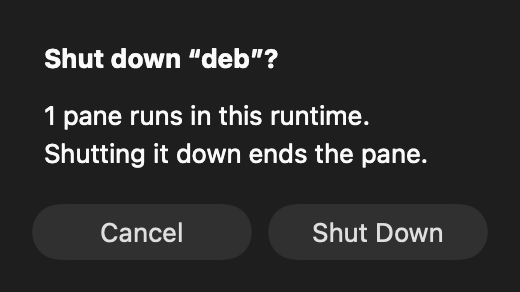 Shut down “deb”?
1 pane runs in this runtime.
Shutting it down ends the pane.
Cancel
Shut Down